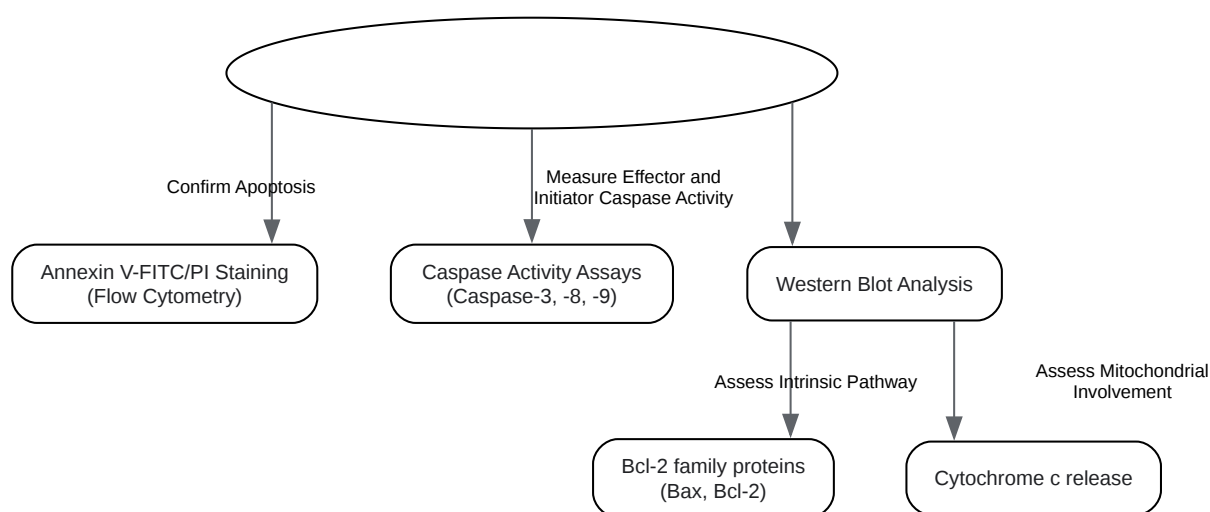 Confirm Apoptosis
Measure Effector and
Initiator Caspase Activity
Annexin V-FITC/PI Staining
(Flow Cytometry)
Caspase Activity Assays
(Caspase-3, -8, -9)
Western Blot Analysis
Assess Intrinsic Pathway
Assess Mitochondrial
Involvement
Bcl-2 family proteins
(Bax, Bcl-2)
Cytochrome c release